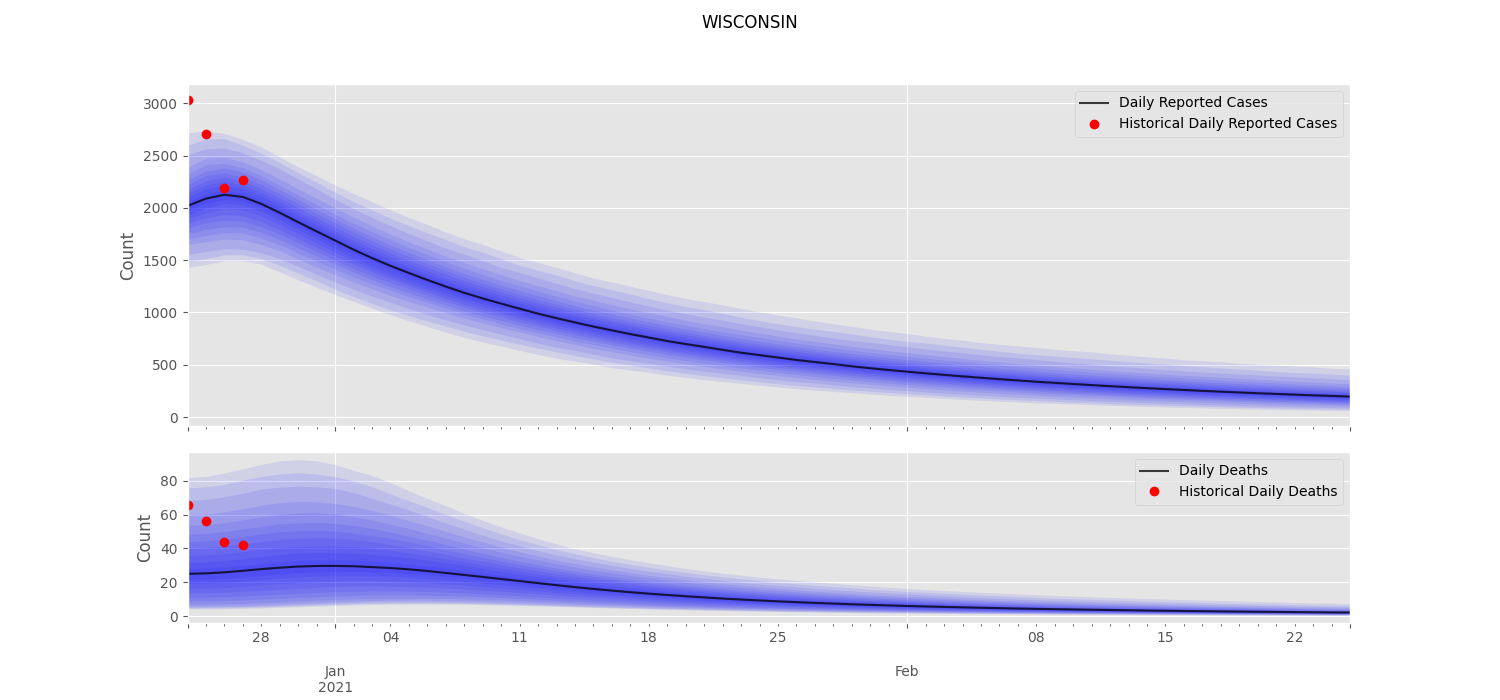 WISCONSIN
3000
2500
2000
1500
1000
500
0
Count
Daily Reported Cases
Historical Daily Reported Cases
80
60
40
20
0
Count
Daily Deaths
Historical Daily Deaths
28 04 11 18 25 08 15 22
Jan Feb
2021